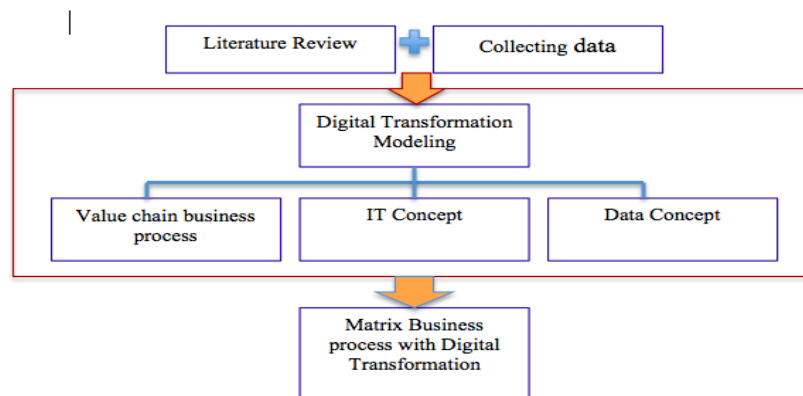 Literature Review
Collecting data
Digital Transformation
Modeling
Value chain business
process
IT Concept
Data Concept
Matrix Business
process with Digital
Transformation